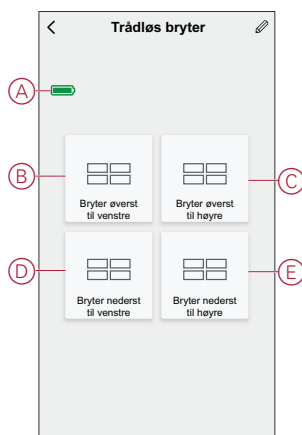 Trådløs bryter
A
B
Bryter øverst
til venstre
Bryter øverst
til høyre
C
D
Bryter nederst
til venstre
Bryter nederst
til høyre
E